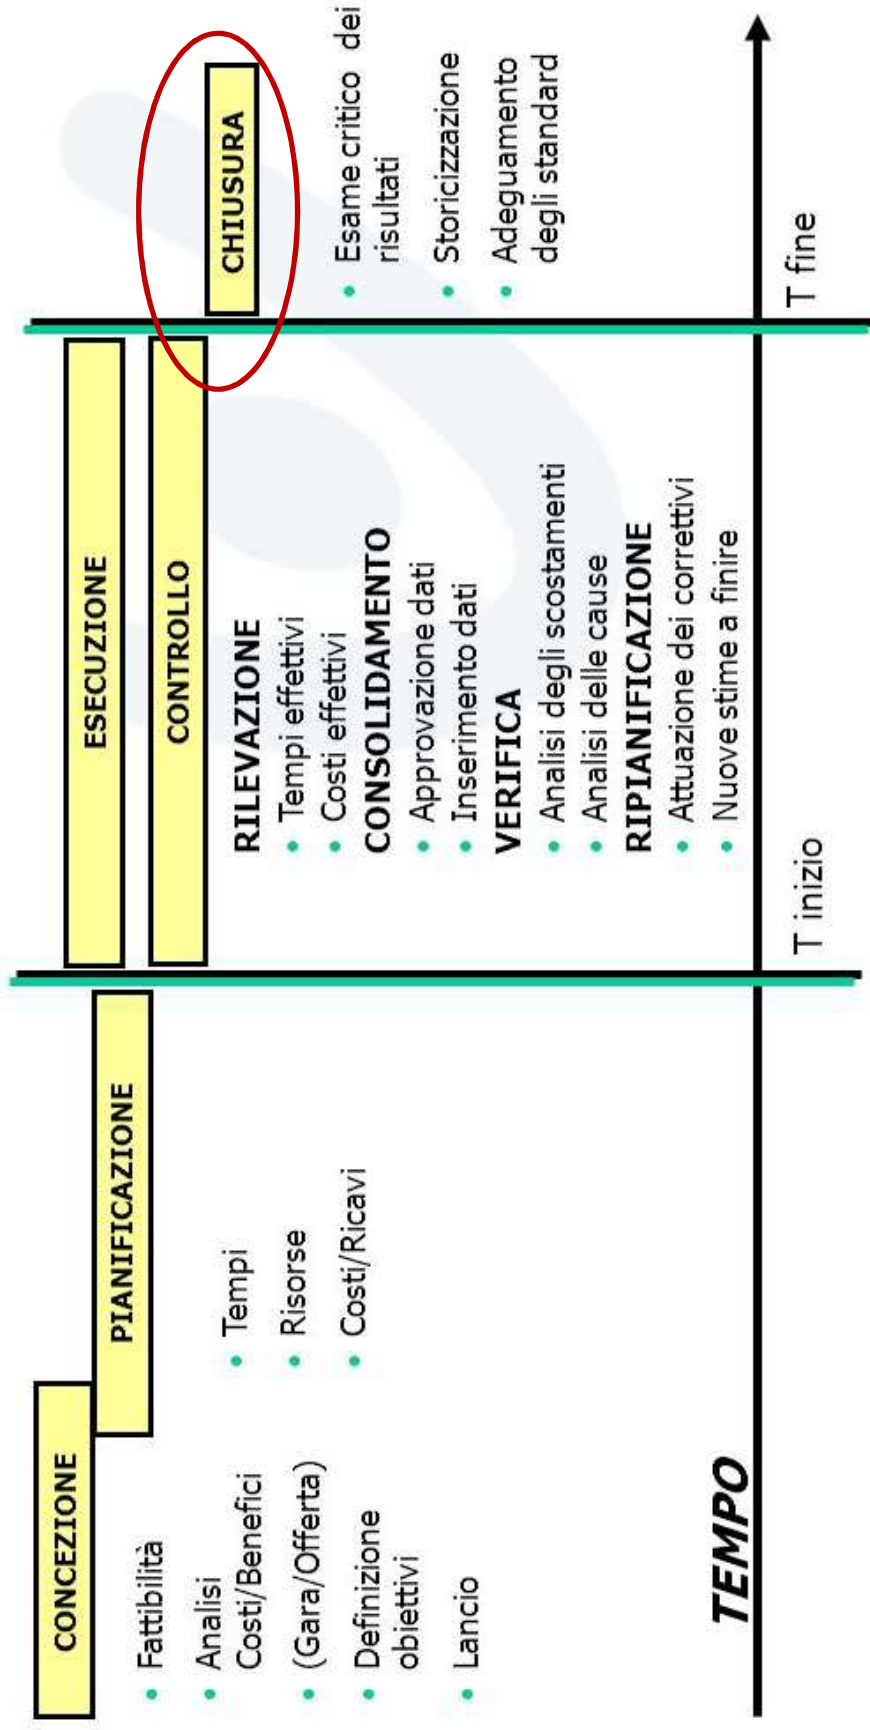 CONCEZIONE
• Fattibilità
• Analisi
Costi/Benefici
• (Gara/Offerta)
• Definizione
obiettivi
• Lancio
PIANIFICAZIONE
• Tempi
• Risorse
• Costi/Ricavi
ESECUZIONE
CONTROLLO
RILEVAZIONE
• Tempi effettivi
• Costi effettivi
CONSOLIDAMENTO
• Approvazione dati
• Inserimento dati
VERIFICA
• Analisi degli scostamenti
• Analisi delle cause
RIPIANIFICAZIONE
• Attuazione dei correttivi
• Nuove stime a finire
CHIUSURA
• Esame critico dei
risultati
• Storicizzazione
• Adeguamento
degli standard
TEMPO
T inizio
T fine